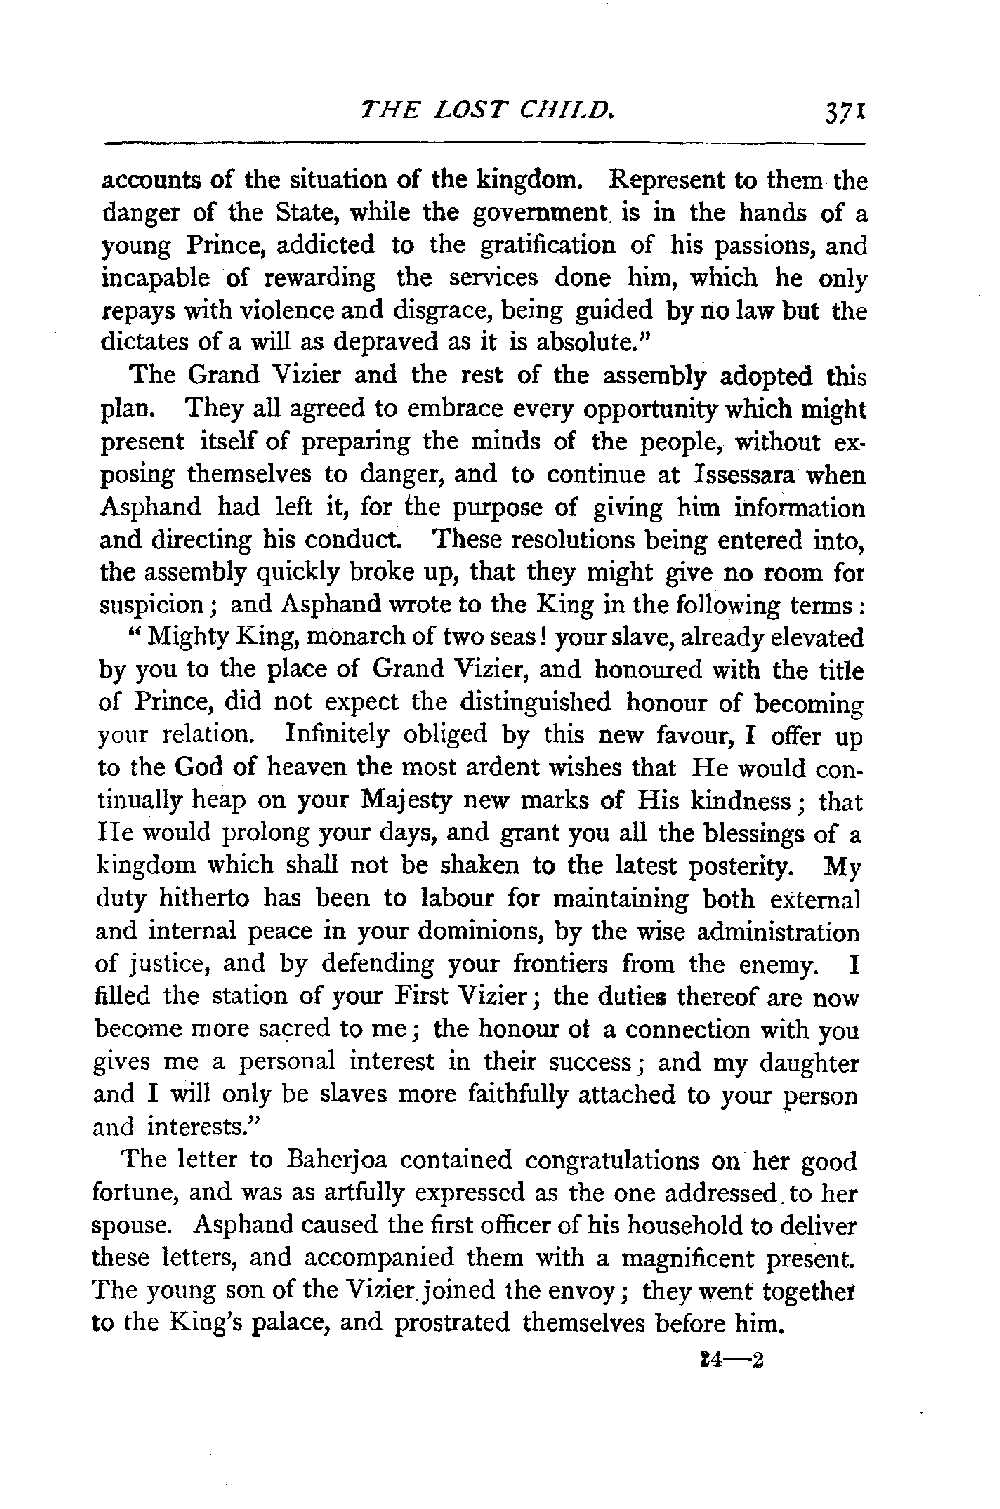 THE LOST CHILD. 371
accounts of the situation of the kingdom. Represent to them the
danger of the State, while the government is in the hands of a
young Prince, addicted to the gratification of his passions, and
incapable of rewarding the services done him, which he only
repays with violence and disgrace, being guided by no law but the
dictates of a will as depraved as it is absolute."
The Grand Vizier and the rest of the assembly adopted this
plan. They all agreed to embrace every opportunity which might
present itself of preparing the minds of the people, without ex-
posing themselves to danger, and to continue at Issessara when
Asphand had left it, for the purpose of giving him information
and directing his conduct. These resolutions being entered into,
the assembly quickly broke up, that they might give no room for
suspicion; and Asphand wrote to the King in the following terms:
"Mighty King, monarch of two seas! your slave, already elevated
by you to the place of Grand Vizier, and honoured with the title
of Prince, did not expect the distinguished honour of becoming
your relation. Infinitely obliged by this new favour, I offer up
to the God of heaven the most ardent wishes that He would con-
tinually heap on your Majesty new marks of His kindness; that
He would prolong your days, and grant you all the blessings of a
kingdom which shall not be shaken to the latest posterity. My
duty hitherto has been to labour for maintaining both external
and internal peace in your dominions, by the wise administration
of justice, and by defending your frontiers from the enemy. I
filled the station of your First Vizier; the duties thereof are now
become more sacred to me; the honour of a connection with you
gives me a personal interest in their success; and my daughter
and I will only be slaves more faithfully attached to your person
and interests."
The letter to Baherjoa contained congratulations on her good
fortune, and was as artfully expressed as the one addressed to her
spouse. Asphand caused the first officer of his household to deliver
these letters, and accompanied them with a magnificent present.
The young son of the Vizier joined the envoy; they went together
to the King's palace, and prostrated themselves before him.
24—2